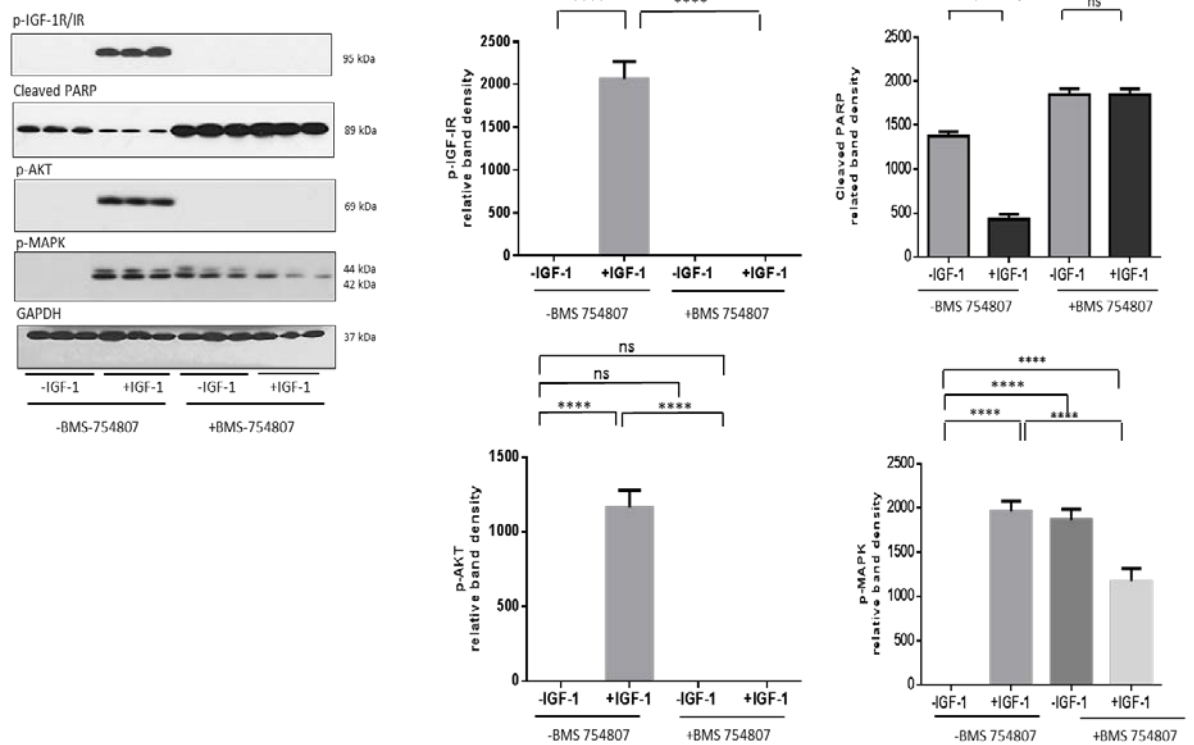 p-IGF-1R/IR
95 kDa
Cleaved PARP
89 kDa
p-AKT
69 kDa
p-MAPK
44 kDa
42 kDa
GAPDH
37 kDa
-IGF-1 +IGF-1 -IGF-1 +IGF-1
-BMS-754807 +BMS-754807
****
2500
2000
1500
1000
500
0
p-IGF-IR
relative band density
-IGF-1 +IGF-1 -IGF-1 +IGF-1
-BMS 754807 +BMS 754807
ns
2500
2000
1500
1000
500
0
Cleaved PARP
related band density
-IGF-1 +IGF-1 -IGF-1 +IGF-1
-BMS 754807 +BMS 754807
ns
ns
**** ****
1500
1000
500
0
p-AKT
relative band density
-IGF-1 +IGF-1 -IGF-1 +IGF-1
-BMS 754807 +BMS 754807
****
****
**** ****
2500
2000
1500
1000
500
0
p-MAPK
relative band density
-IGF-1 +IGF-1 -IGF-1 +IGF-1
-BMS 754807 +BMS 754807